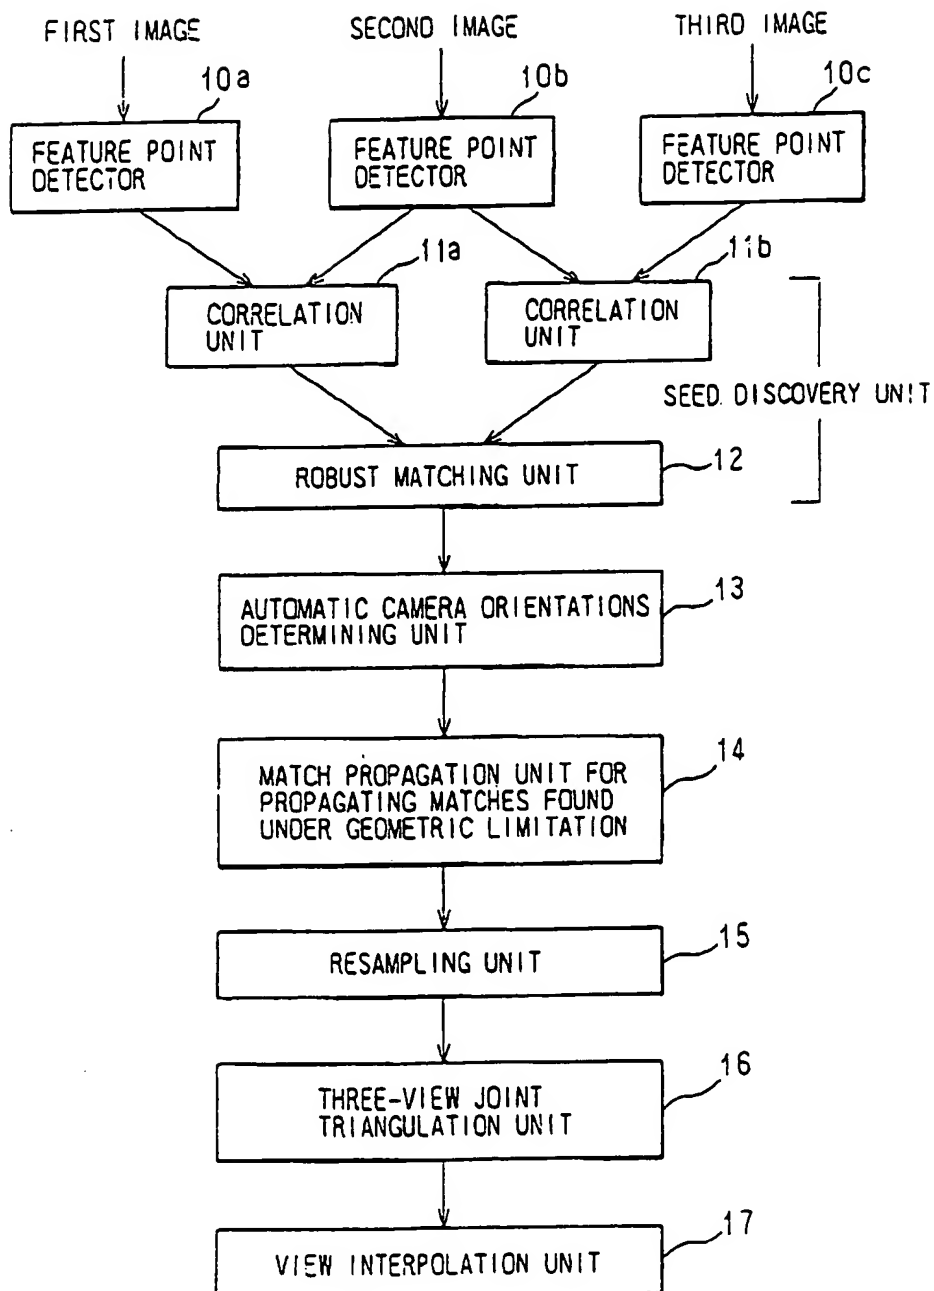 FIRST IMAGE
SECOND IMAGE
THIRD IMAGE
10a
10b
10c
FEATURE POINT
DETECTOR
FEATURE POINT
DETECTOR
FEATURE POINT
DETECTOR
11a
11b
CORRELATION
UNIT
CORRELATION
UNIT
SEED DISCOVERY UNIT
ROBUST MATCHING UNIT
12
AUTOMATIC CAMERA ORIENTATIONS
DETERMINING UNIT
13
MATCH PROPAGATION UNIT FOR
PROPAGATING MATCHES FOUND
UNDER GEOMETRIC LIMITATION
14
RESAMPLING UNIT
15
THREE-VIEW JOINT
TRIANGULATION UNIT
16
VIEW INTERPOLATION UNIT
17